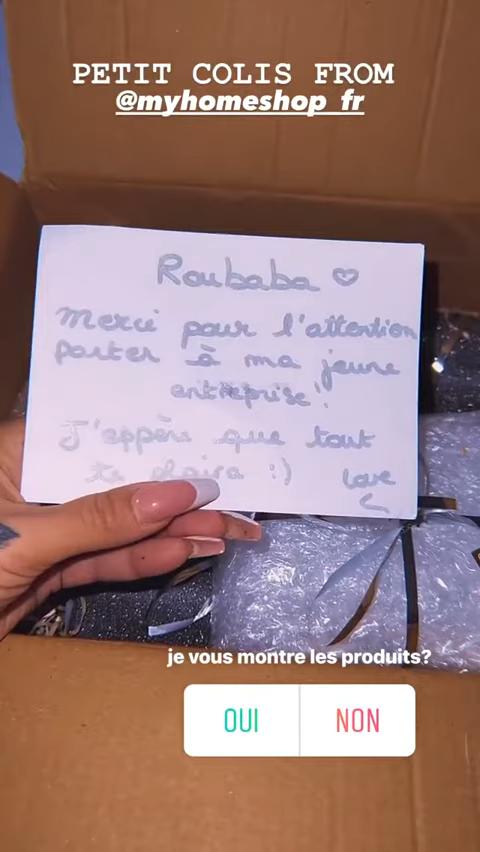 PETIT COLIS FROM
@myhomeshop_fr
Roubaba ♡
Merci pour l'attention
porter à ma jeune
entreprise!
J'eppère que tout
te plaira :)
Love
je vous montre les produits?
OUI
NON